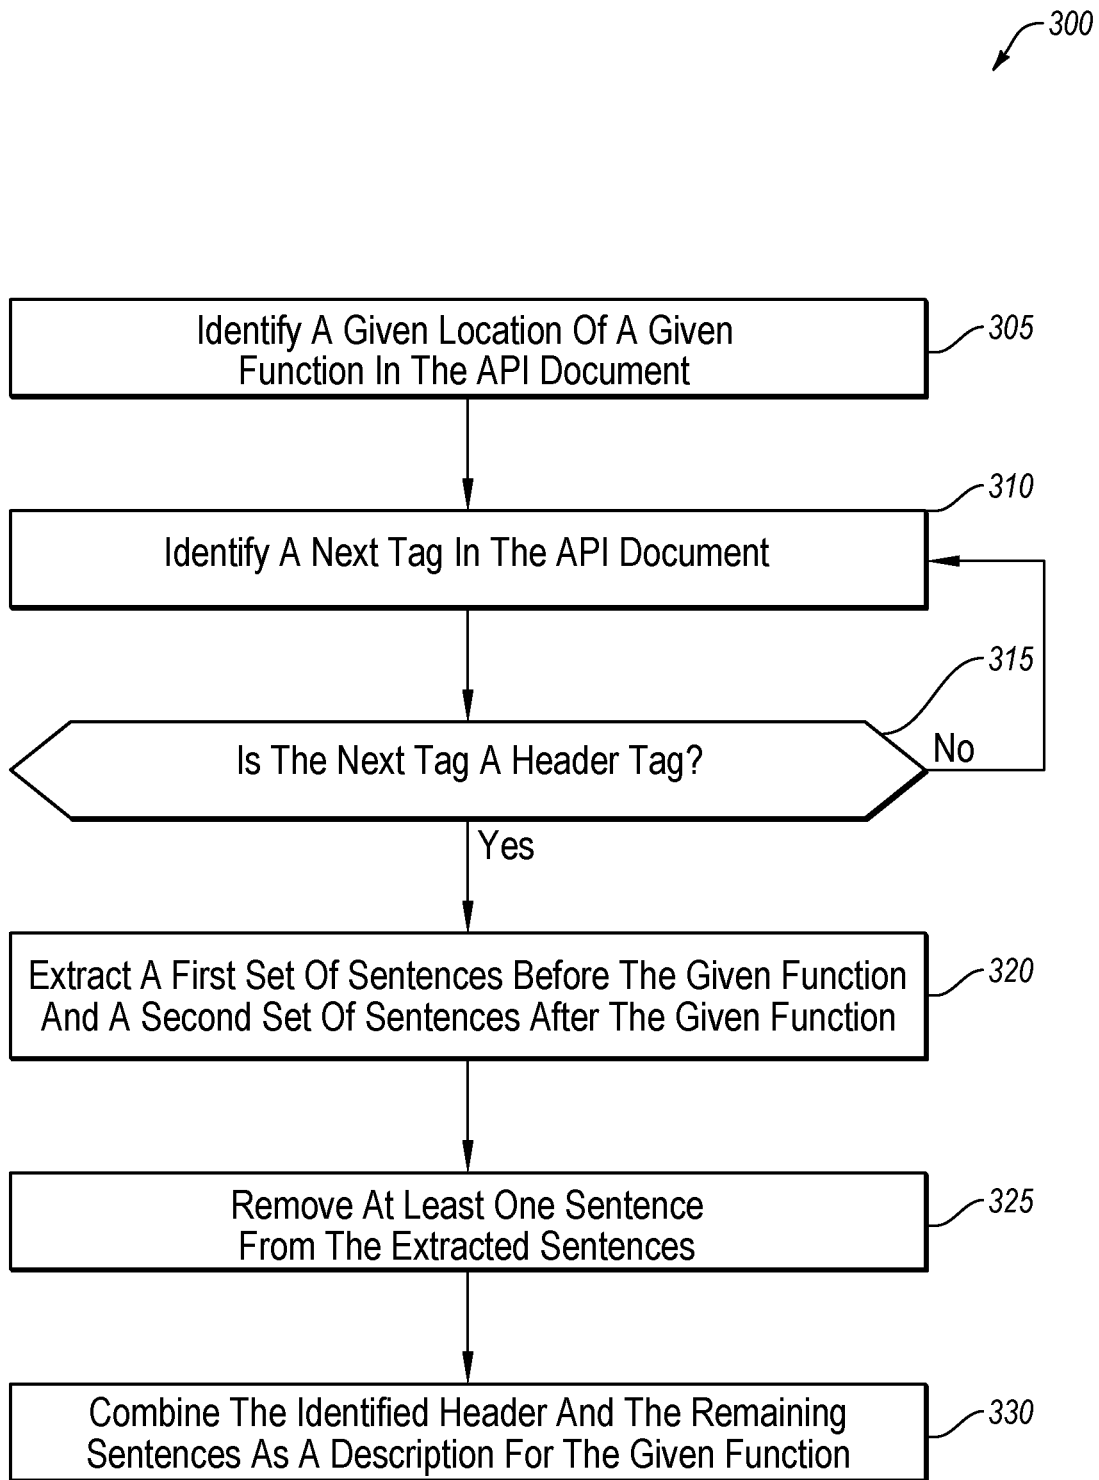 300
Identify A Given Location Of A Given
Function In The API Document
305
310
Identify A Next Tag In The API Document
315
Is The Next Tag A Header Tag?
No
Yes
Extract A First Set Of Sentences Before The Given Function
And A Second Set Of Sentences After The Given Function
320
Remove At Least One Sentence
From The Extracted Sentences
325
Combine The Identified Header And The Remaining
Sentences As A Description For The Given Function
330